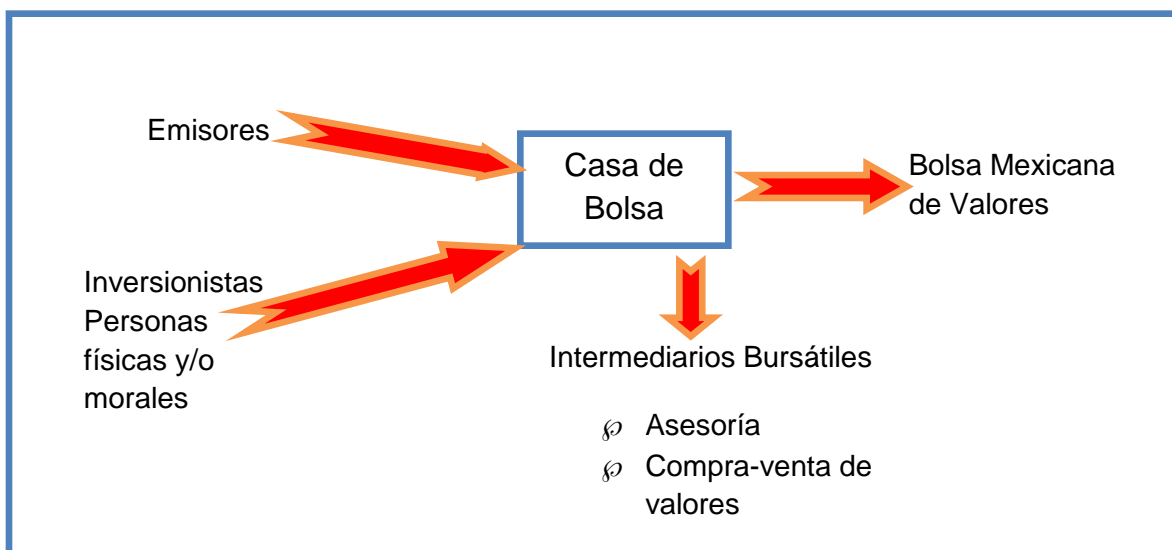 Emisores
Casa de
Bolsa
Bolsa Mexicana
de Valores
Inversionistas
Personas
físicas y/o
morales
Intermediarios Bursátiles
℘ Asesoría
℘ Compra-venta de
valores